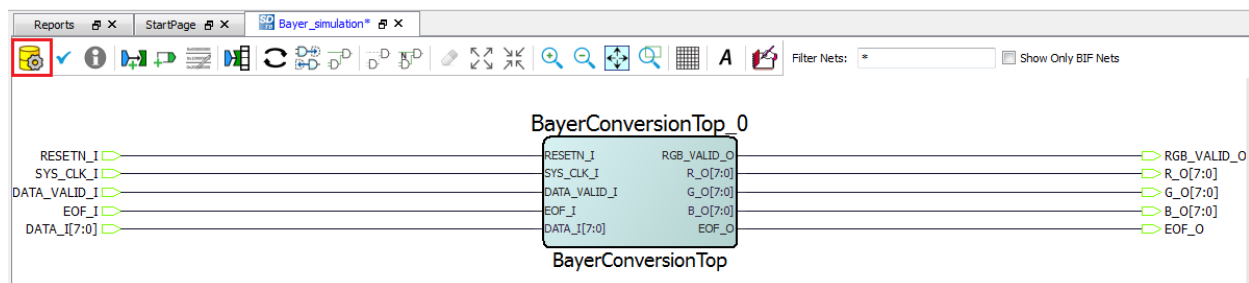 Reports StartPage Bayer_simulation*
Filter Nets: * Show Only BIF Nets
BayerConversionTop_0
RESETN_I RESETN_I RGB_VALID_O RGB_VALID_O
SYS_CLK_I SYS_CLK_I R_O[7:0] R_O[7:0]
DATA_VALID_I DATA_VALID_I G_O[7:0] G_O[7:0]
EOF_I EOF_I B_O[7:0] B_O[7:0]
DATA_I[7:0] DATA_I[7:0] EOF_O EOF_O
BayerConversionTop